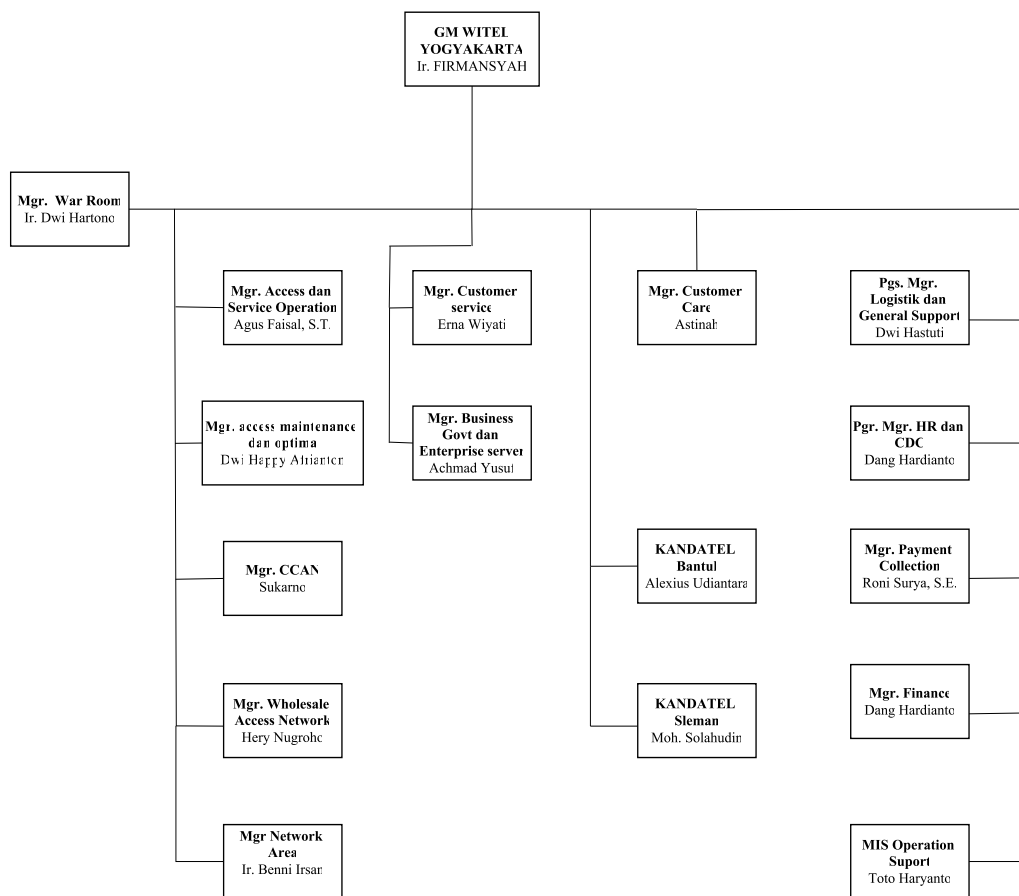 GM WITEL
YOGYAKARTA
Ir. FIRMANSYAH
Mgr. War Room
Ir. Dwi Hartono
Mgr. Access dan
Service Operation
Agus Faisal, S.T.
Mgr. access maintenance
dan optima
Dwi Happy Afrianton
Mgr. CCAN
Sukarno
Mgr. Wholesale
Access Network
Hery Nugroho
Mgr Network
Area
Ir. Benni Irsan
Mgr. Customer
service
Erna Wiyati
Mgr. Business
Govt dan
Enterprise server
Achmad Yusuf
Mgr. Customer
Care
Astinah
KANDATEL
Bantul
Alexius Udiantara
KANDATEL
Sleman
Moh. Solahudin
Pgs. Mgr.
Logistik dan
General Support
Dwi Hastuti
Pgr. Mgr. HR dan
CDC
Dang Hardianto
Mgr. Payment
Collection
Roni Surya, S.E.
Mgr. Finance
Dang Hardianto
MIS Operation
Suport
Toto Haryanto